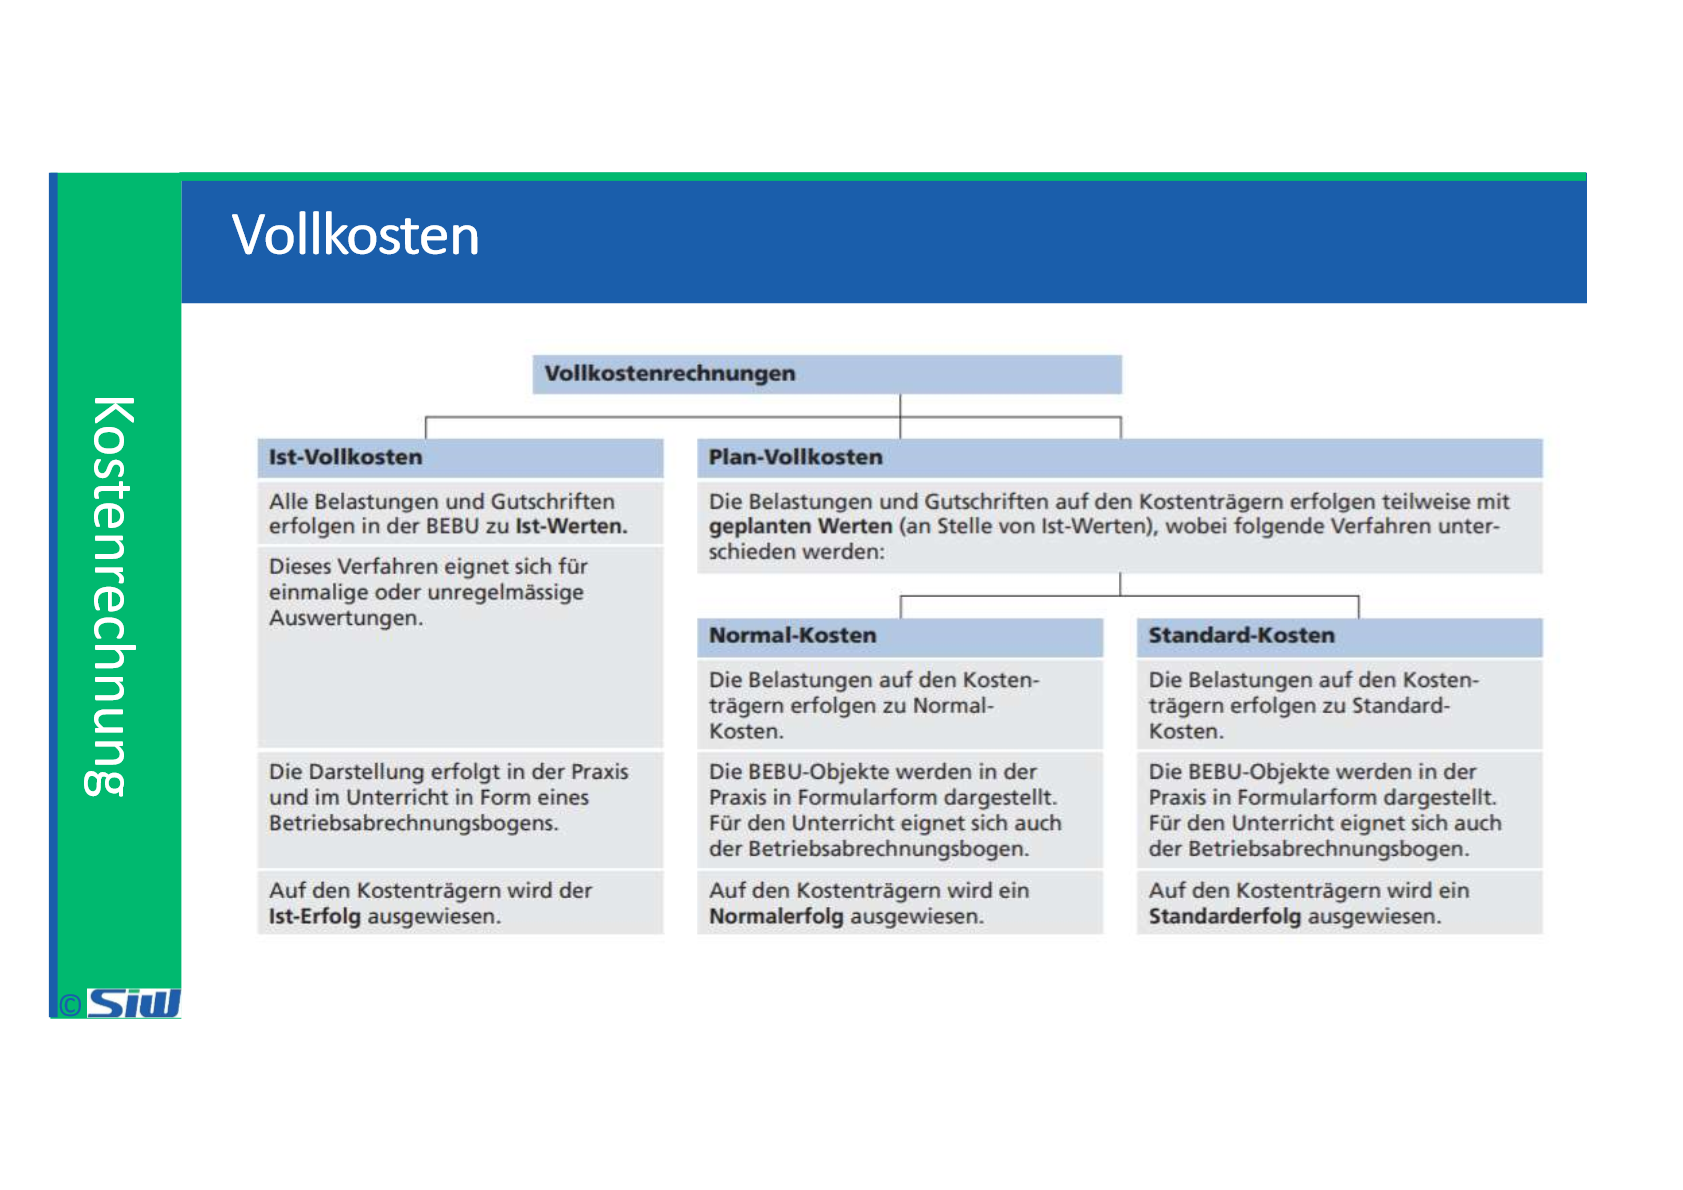 Vollkosten
Kostenrechnung
Vollkostenrechnungen
Ist-Vollkosten
Alle Belastungen und Gutschriften
erfolgen in der BEBU zu Ist-Werten.
Dieses Verfahren eignet sich für
einmalige oder unregelmässige
Auswertungen.
Die Darstellung erfolgt in der Praxis
und im Unterricht in Form eines
Betriebsabrechnungsbogens.
Auf den Kostenträgern wird der
Ist-Erfolg ausgewiesen.
Plan-Vollkosten
Die Belastungen und Gutschriften auf den Kostenträgern erfolgen teilweise mit
geplanten Werten (an Stelle von Ist-Werten), wobei folgende Verfahren unter-
schieden werden:
Normal-Kosten
Die Belastungen auf den Kosten-
trägern erfolgen zu Normal-
Kosten.
Die BEBU-Objekte werden in der
Praxis in Formularform dargestellt.
Für den Unterricht eignet sich auch
der Betriebsabrechnungsbogen.
Auf den Kostenträgern wird ein
Normalerfolg ausgewiesen.
Standard-Kosten
Die Belastungen auf den Kosten-
trägern erfolgen zu Standard-
Kosten.
Die BEBU-Objekte werden in der
Praxis in Formularform dargestellt.
Für den Unterricht eignet sich auch
der Betriebsabrechnungsbogen.
Auf den Kostenträgern wird ein
Standarderfolg ausgewiesen.
© SIW